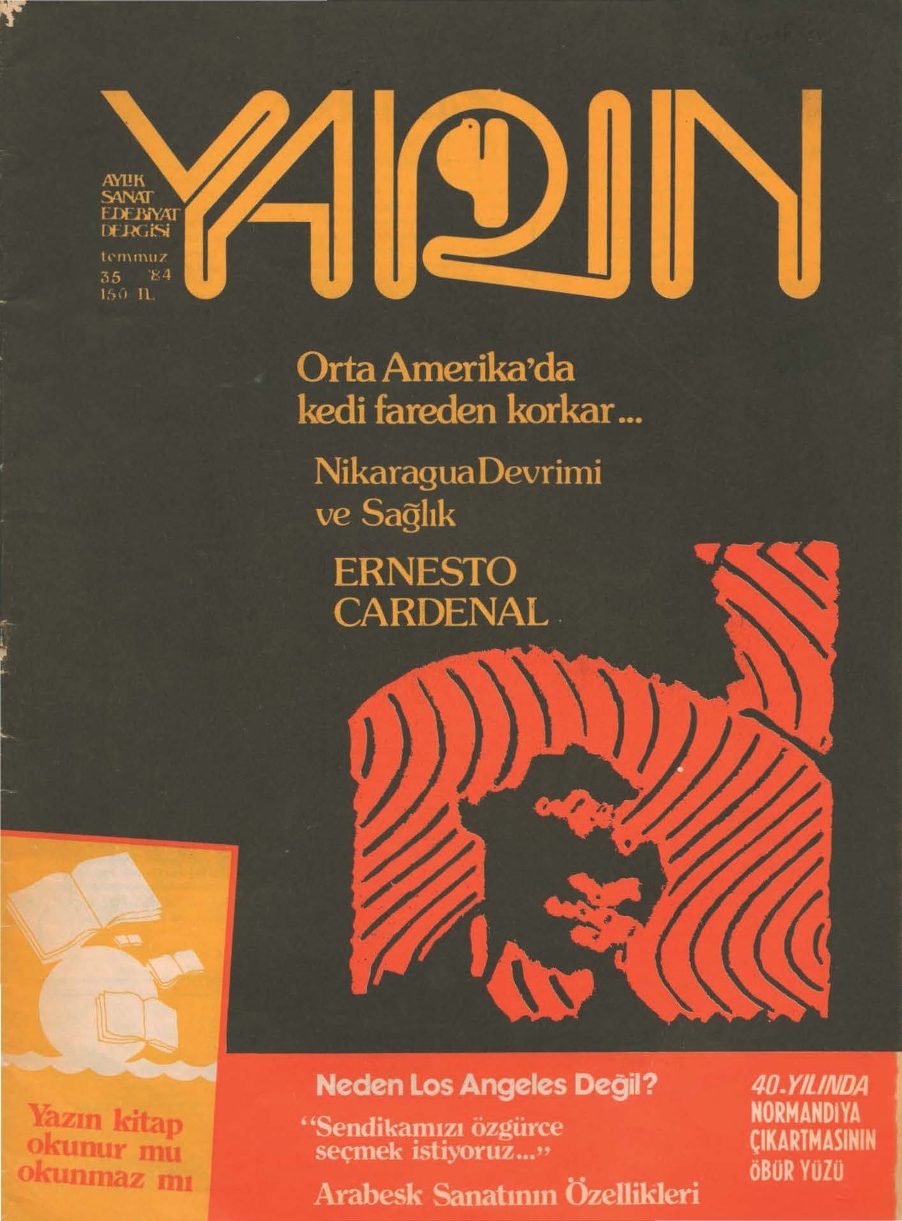 YARIN
AYLIK
SANAT
EDEBİYAT
DERGİSİ
temmuz
35 '84
150 TL
Orta Amerika'da
kedi fareden korkar...
Nikaragua Devrimi
ve Sağlık
ERNESTO
CARDENAL
Yazın kitap
okunur mu
okunmaz mı
Neden Los Angeles Değil?
“Sendikamızı özgürce
seçmek istiyoruz...”
Arabesk Sanatının Özellikleri
40.YILINDA
NORMANDİYA
ÇIKARTMASININ
ÖBÜR YÜZÜ